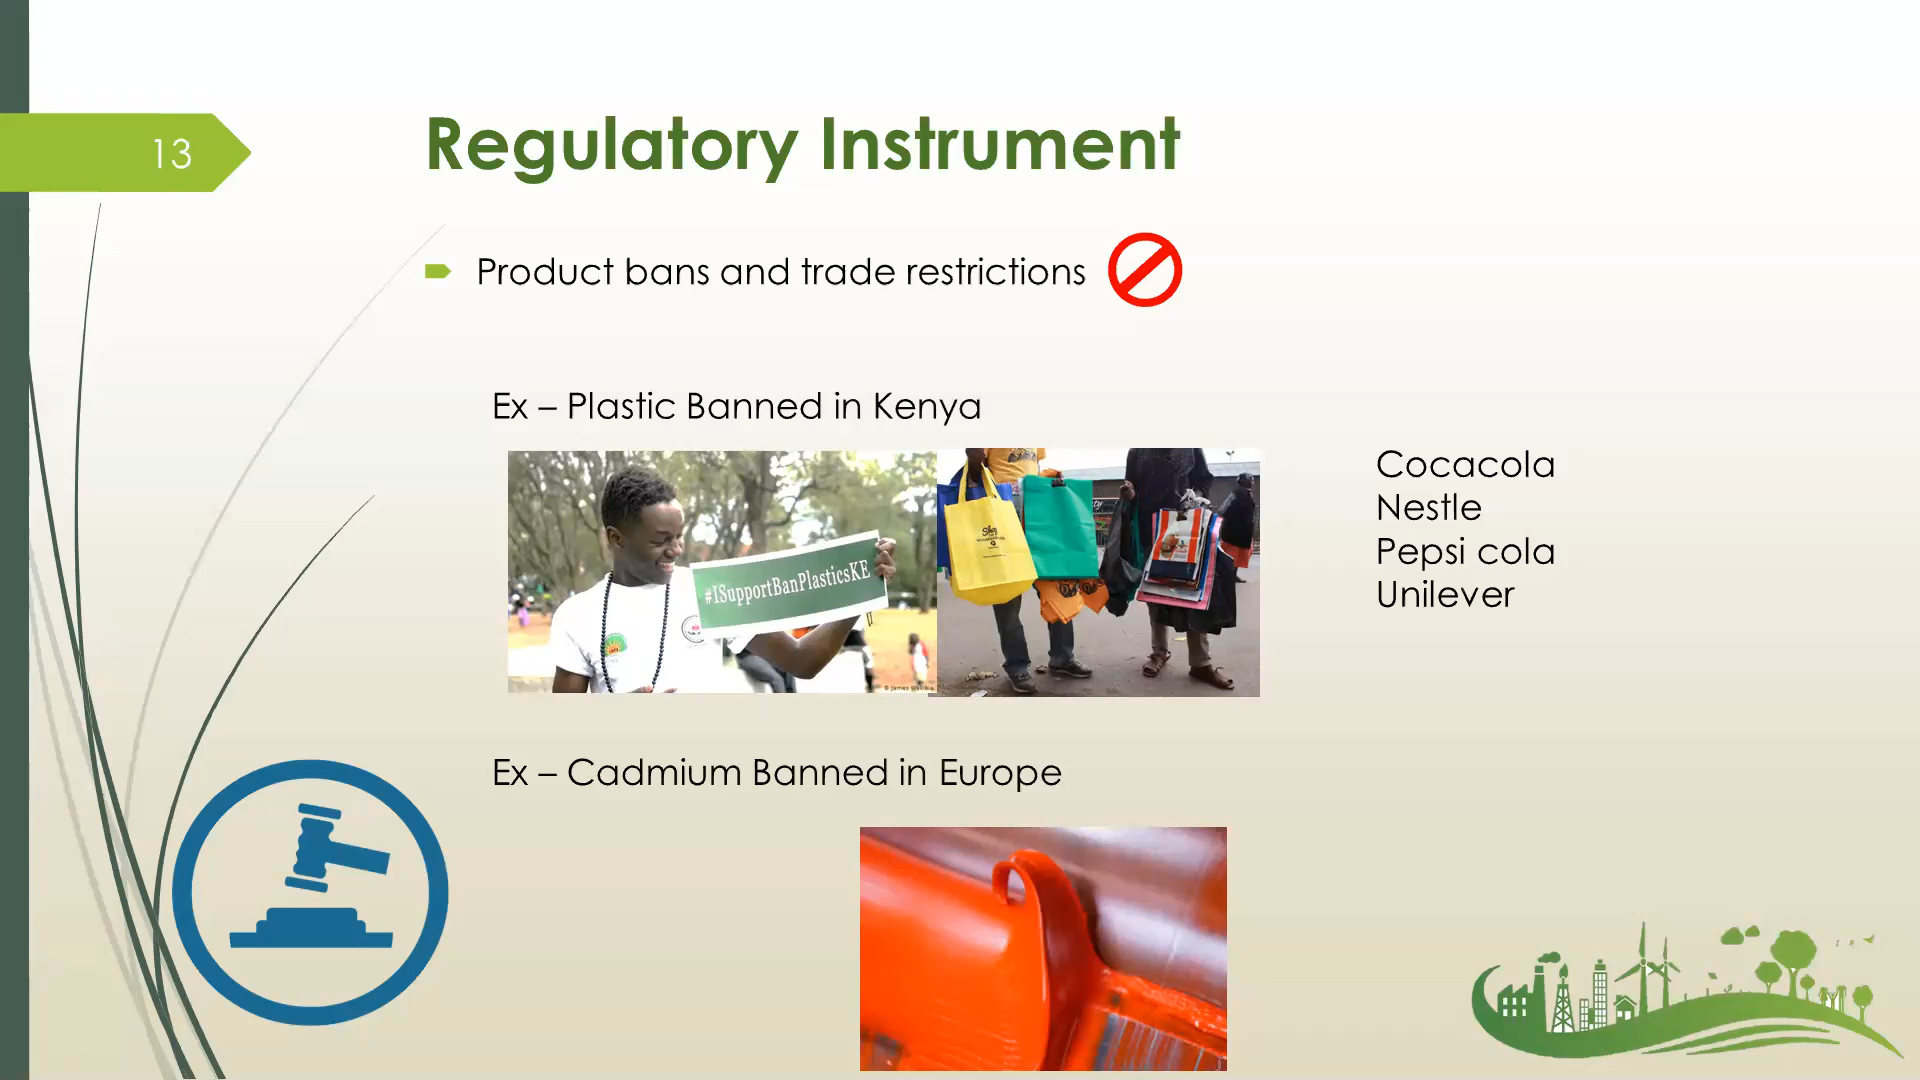 13
Regulatory Instrument
Product bans and trade restrictions
Ex – Plastic Banned in Kenya
#ISupportBanPlasticsKE
Cocacola
Nestle
Pepsi cola
Unilever
Ex – Cadmium Banned in Europe